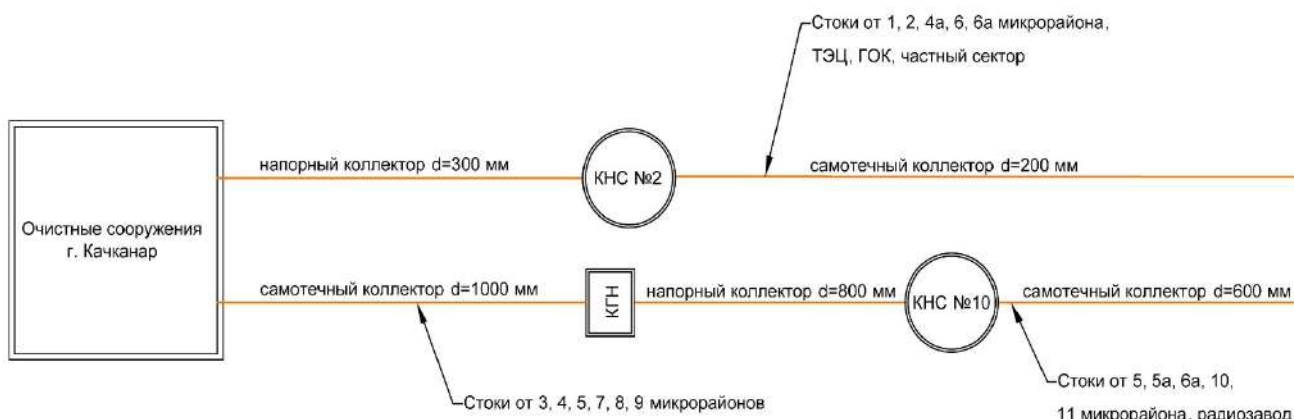 Стоки от 1, 2, 4а, 6, 6а микрорайона,
ТЭЦ, ГОК, частный сектор
напорный коллектор d=300 мм
КНС №2
самотечный коллектор d=200 мм
Очистные сооружения
г. Качканар
самотечный коллектор d=1000 мм
КГН
напорный коллектор d=800 мм
КНС №10
самотечный коллектор d=600 мм
Стоки от 3, 4, 5, 7, 8, 9 микрорайонов
Стоки от 5, 5а, 6а, 10,
11 микрорайона, радиозавод